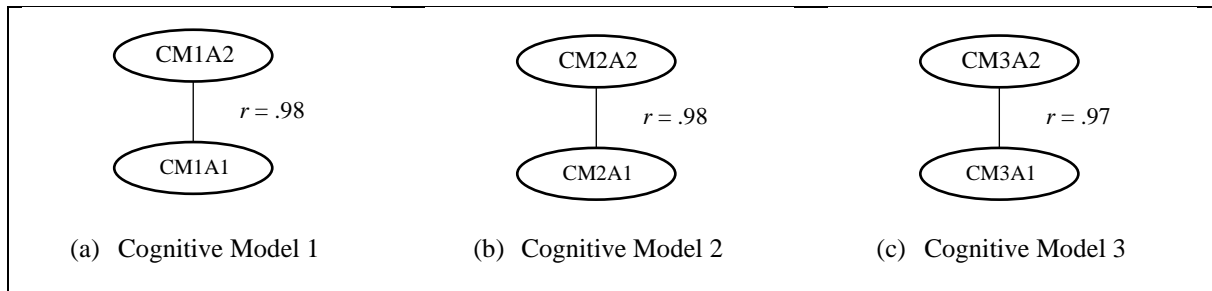 CM1A2
r = .98
CM1A1
(a) Cognitive Model 1
CM2A2
r = .98
CM2A1
(b) Cognitive Model 2
CM3A2
r = .97
CM3A1
(c) Cognitive Model 3